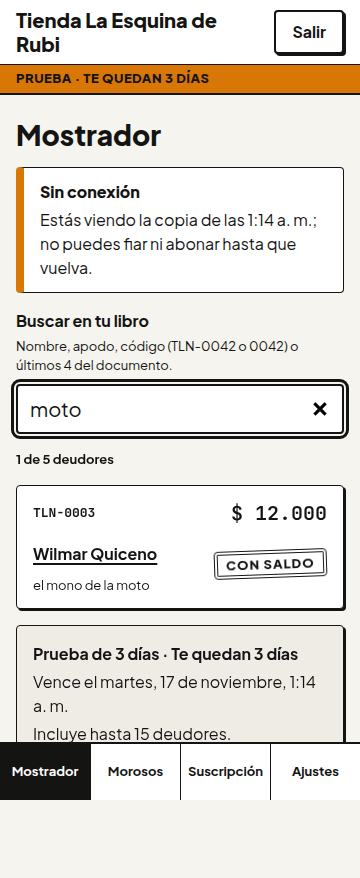 Tienda La Esquina de
Rubi
Salir
PRUEBA · TE QUEDAN 3 DÍAS
Mostrador
Sin conexión
Estás viendo la copia de las 1:14 a. m.;
no puedes fiar ni abonar hasta que
vuelva.
Buscar en tu libro
Nombre, apodo, código (TLN-0042 o 0042) o
últimos 4 del documento.
moto
1 de 5 deudores
TLN-0003
$ 12.000
Wilmar Quiceno
CON SALDO
el mono de la moto
Prueba de 3 días · Te quedan 3 días
Vence el martes, 17 de noviembre, 1:14
a. m.
Incluye hasta 15 deudores.
Mostrador
Morosos
Suscripción
Ajustes